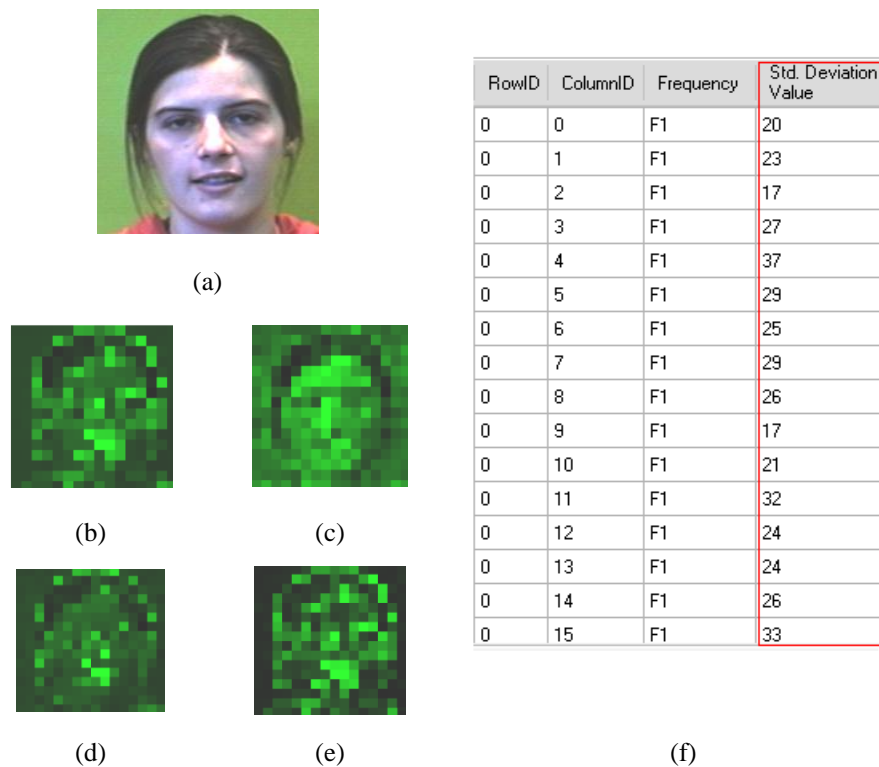 (a)
(b) (c)
(d) (e)
RowID ColumnID Frequency Std. Deviation
Value
0 0 F1 20
0 1 F1 23
0 2 F1 17
0 3 F1 27
0 4 F1 37
0 5 F1 29
0 6 F1 25
0 7 F1 29
0 8 F1 26
0 9 F1 17
0 10 F1 21
0 11 F1 32
0 12 F1 24
0 13 F1 24
0 14 F1 26
0 15 F1 33
(f)